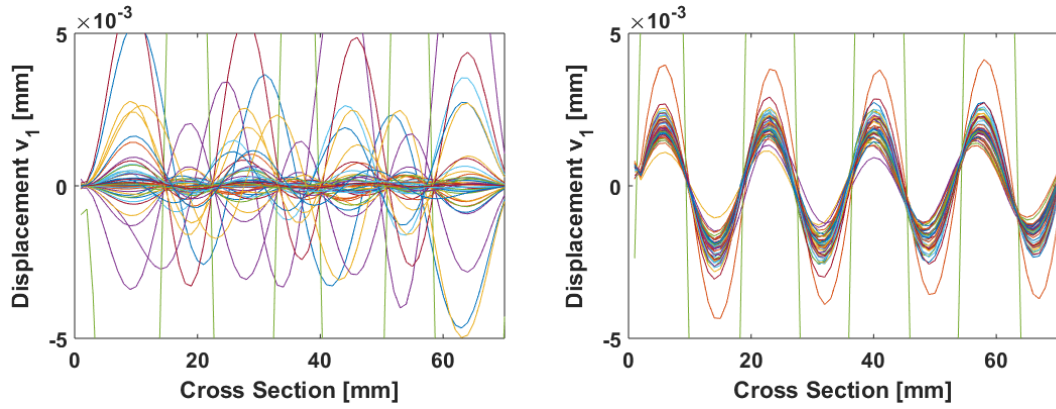 ×10⁻³ ×10⁻³
5 5
Displacement v₁ [mm] Displacement v₁ [mm]
0 0
-5 -5
0 20 40 60 0 20 40 60
Cross Section [mm] Cross Section [mm]